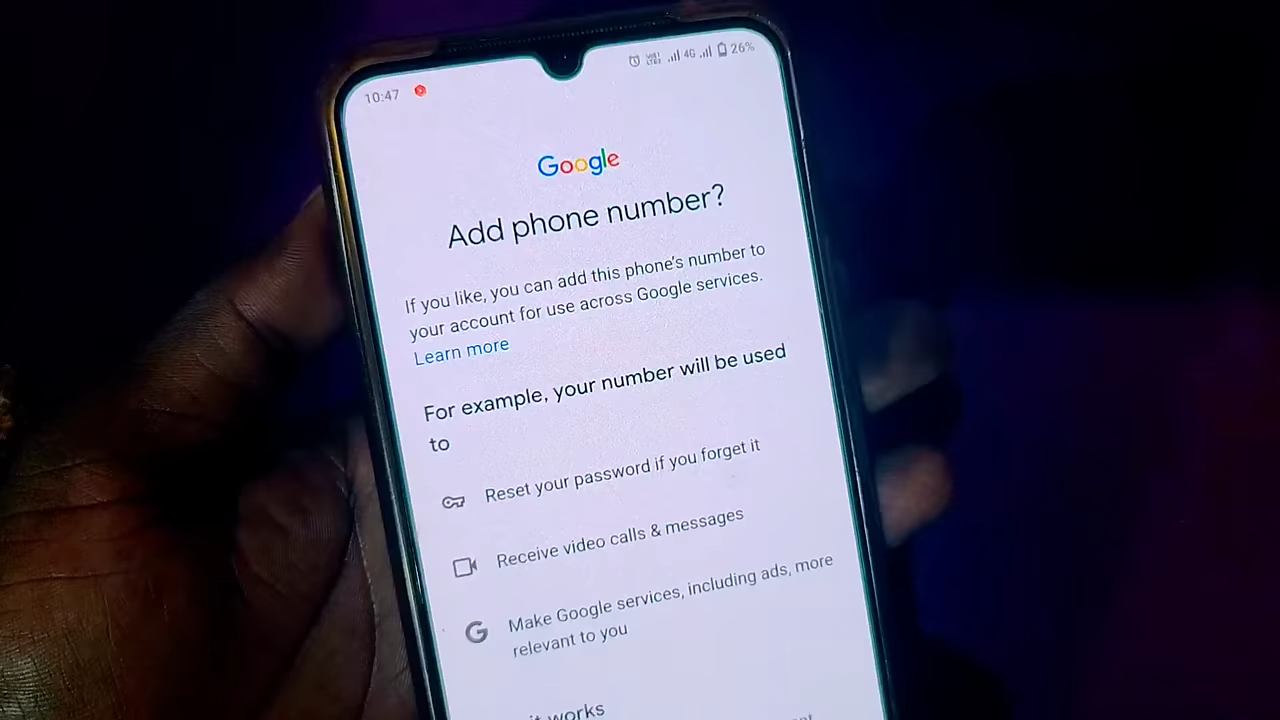 10:47
4G 26%
Google
Add phone number?
If you like, you can add this phone's number to
your account for use across Google services.
Learn more
For example, your number will be used
to
Reset your password if you forget it
Receive video calls & messages
G Make Google services, including ads, more
relevant to you
it works